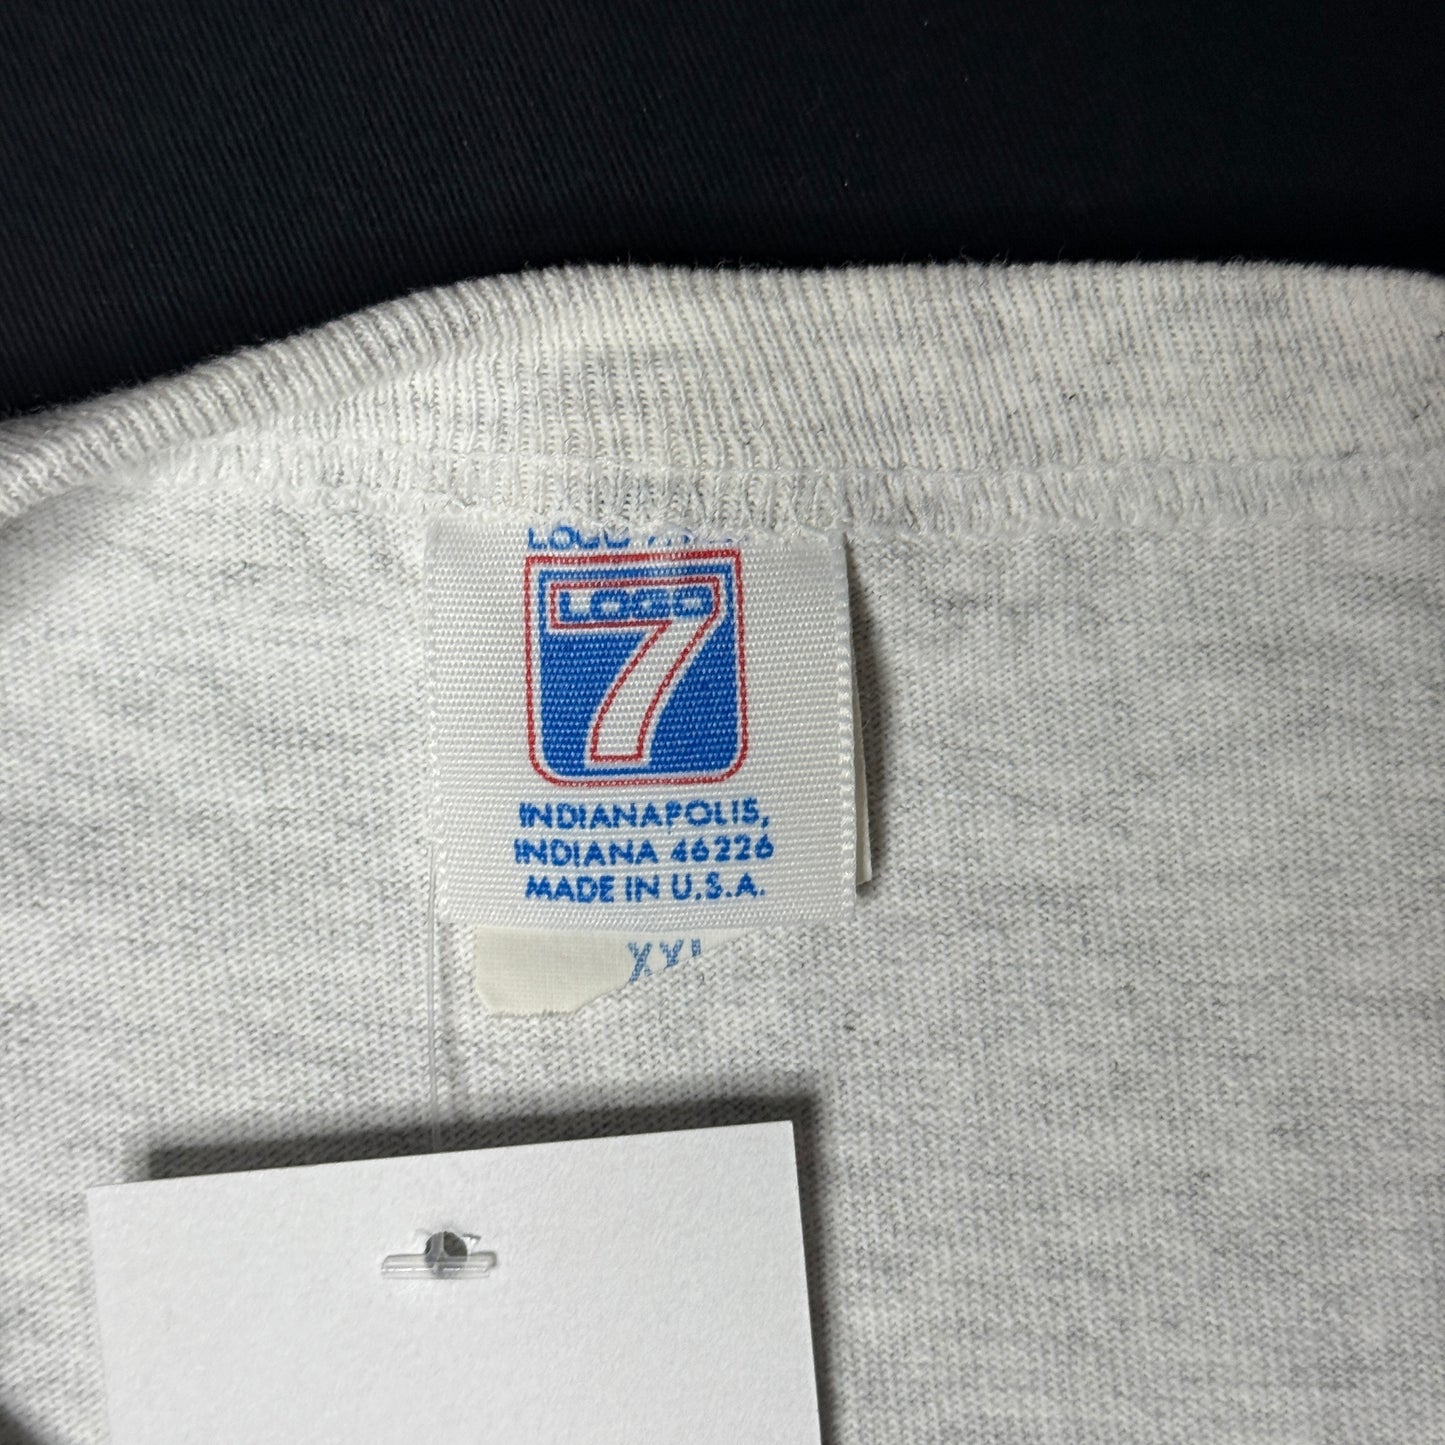 LOGO
7
INDIANAPOLIS,
INDIANA 46226
MADE IN U.S.A.